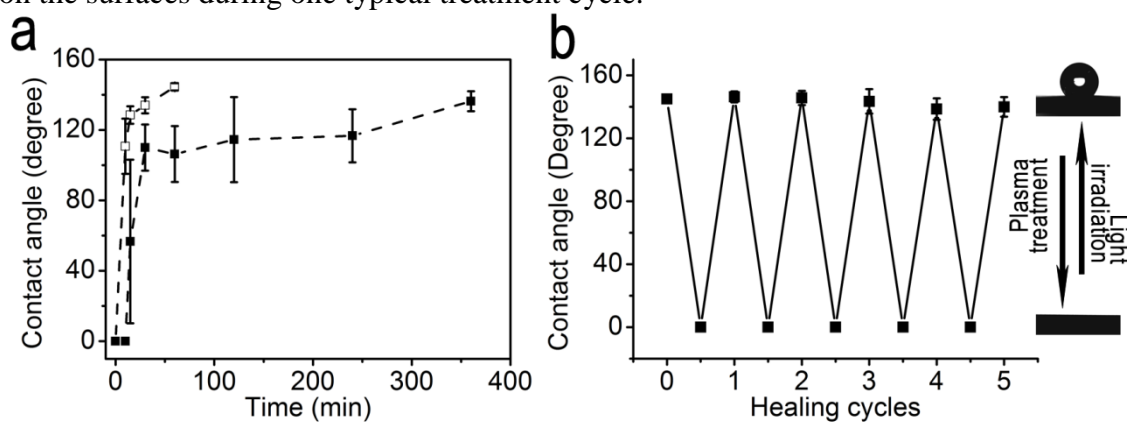 on the surfaces during one typical treatment cycle.
a
160
120
80
40
0
Contact angle (degree)
0
100
200
300
400
Time (min)
b
160
120
80
40
0
Contact angle (Degree)
0
1
2
3
4
5
Healing cycles
Plasma
treatment
Light
irradiation